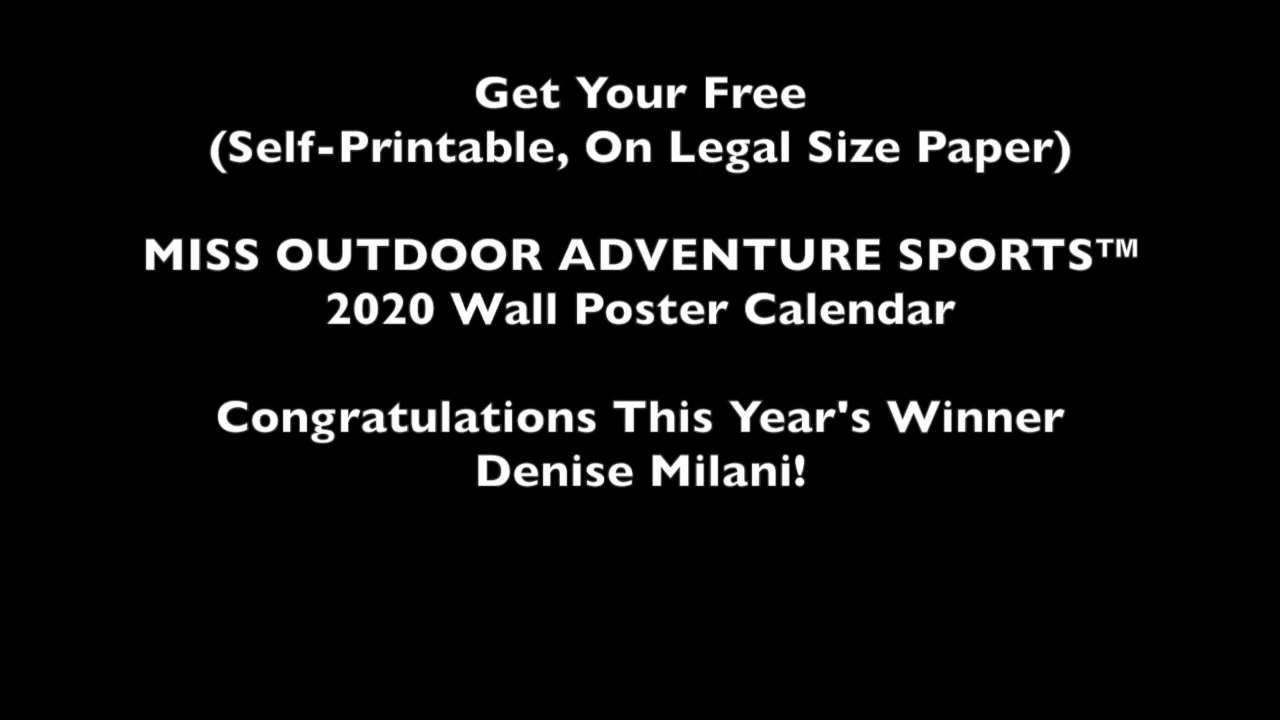 Get Your Free
(Self-Printable, On Legal Size Paper)
MISS OUTDOOR ADVENTURE SPORTS™
2020 Wall Poster Calendar
Congratulations This Year's Winner
Denise Milani!